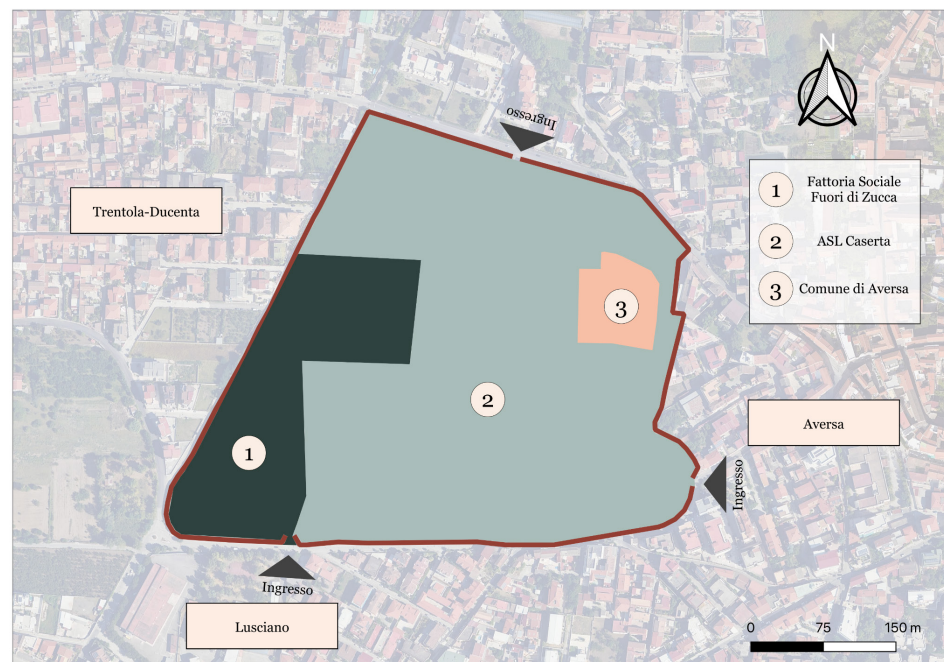 N
Ingresso
1
Fattoria Sociale
Fuori di Zucca
2
ASL Caserta
3
Comune di Aversa
Trentola-Ducenta
3
2
1
Aversa
Ingresso
Ingresso
Lusciano
0 75 150 m